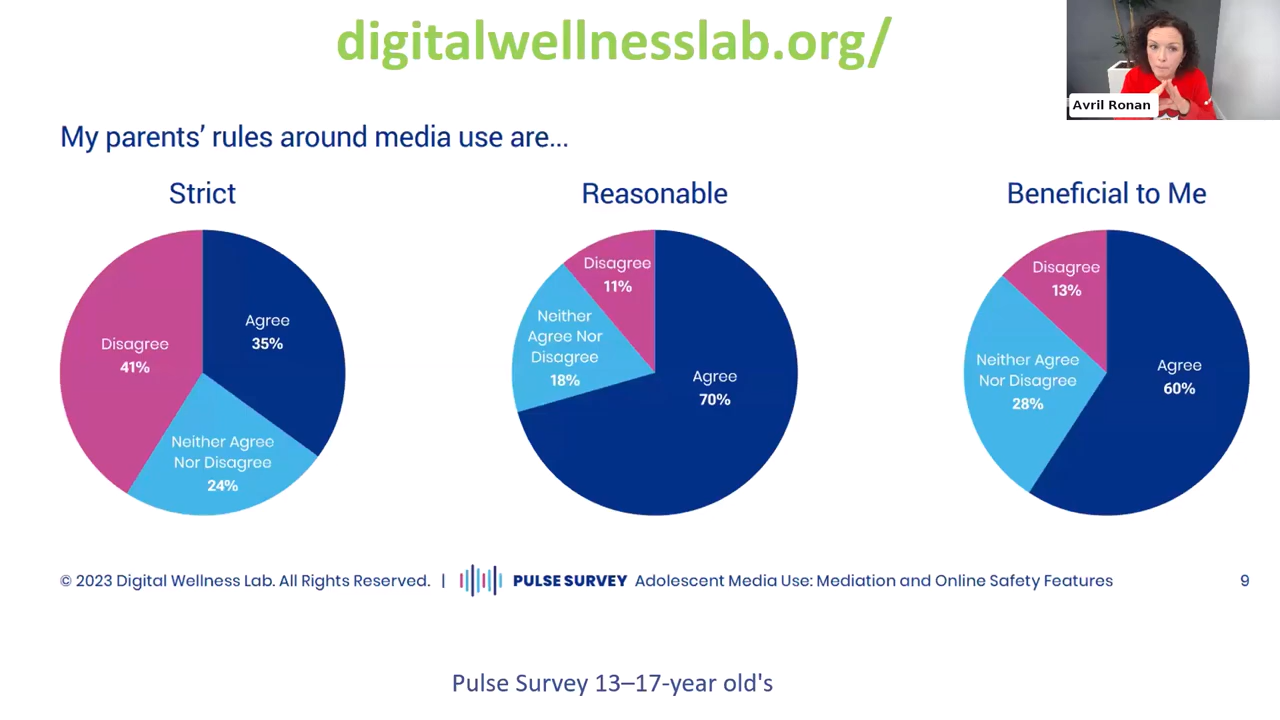 digitalwellnesslab.org/
Avril Ronan
My parents’ rules around media use are...
Strict
Disagree
41%
Agree
35%
Neither Agree
Nor Disagree
24%
Reasonable
Disagree
11%
Neither
Agree Nor
Disagree
18%
Agree
70%
Beneficial to Me
Disagree
13%
Neither Agree
Nor Disagree
28%
Agree
60%
© 2023 Digital Wellness Lab. All Rights Reserved. | PULSE SURVEY Adolescent Media Use: Mediation and Online Safety Features 9
Pulse Survey 13–17-year old's